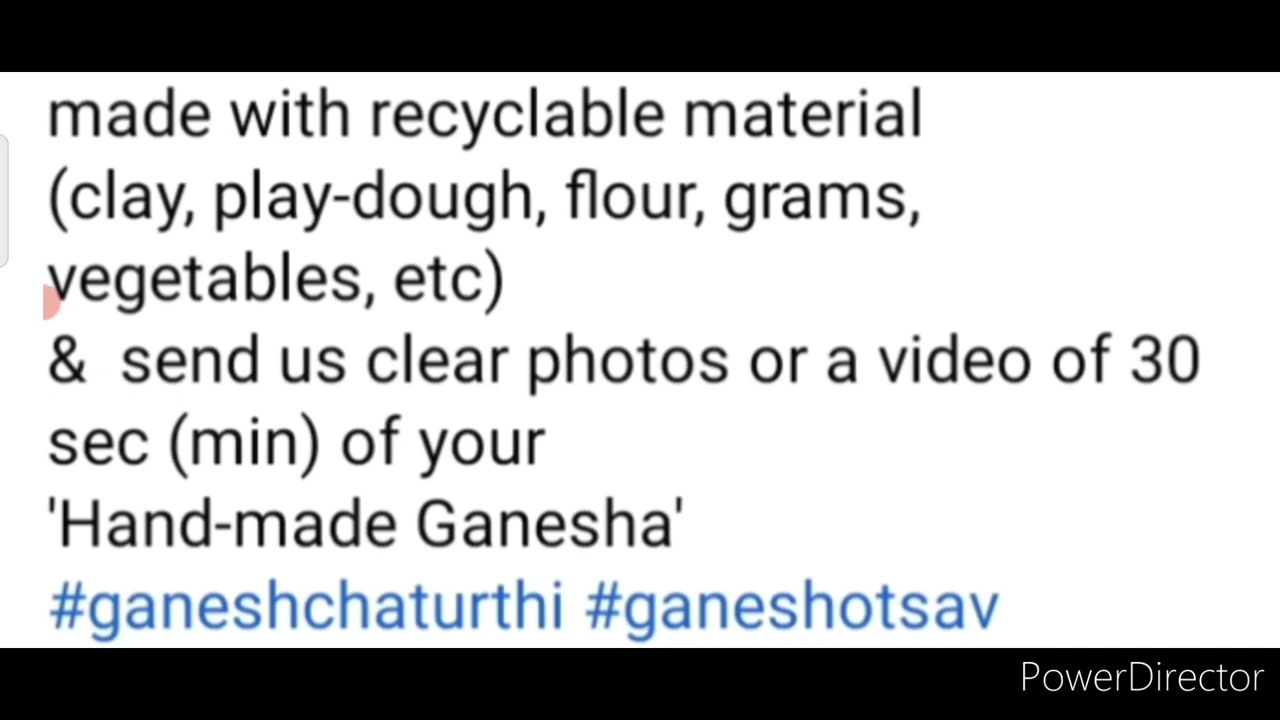 made with recyclable material
(clay, play-dough, flour, grams,
vegetables, etc)
&  send us clear photos or a video of 30
sec (min) of your
'Hand-made Ganesha'
#ganeshchaturthi #ganeshotsav
PowerDirector